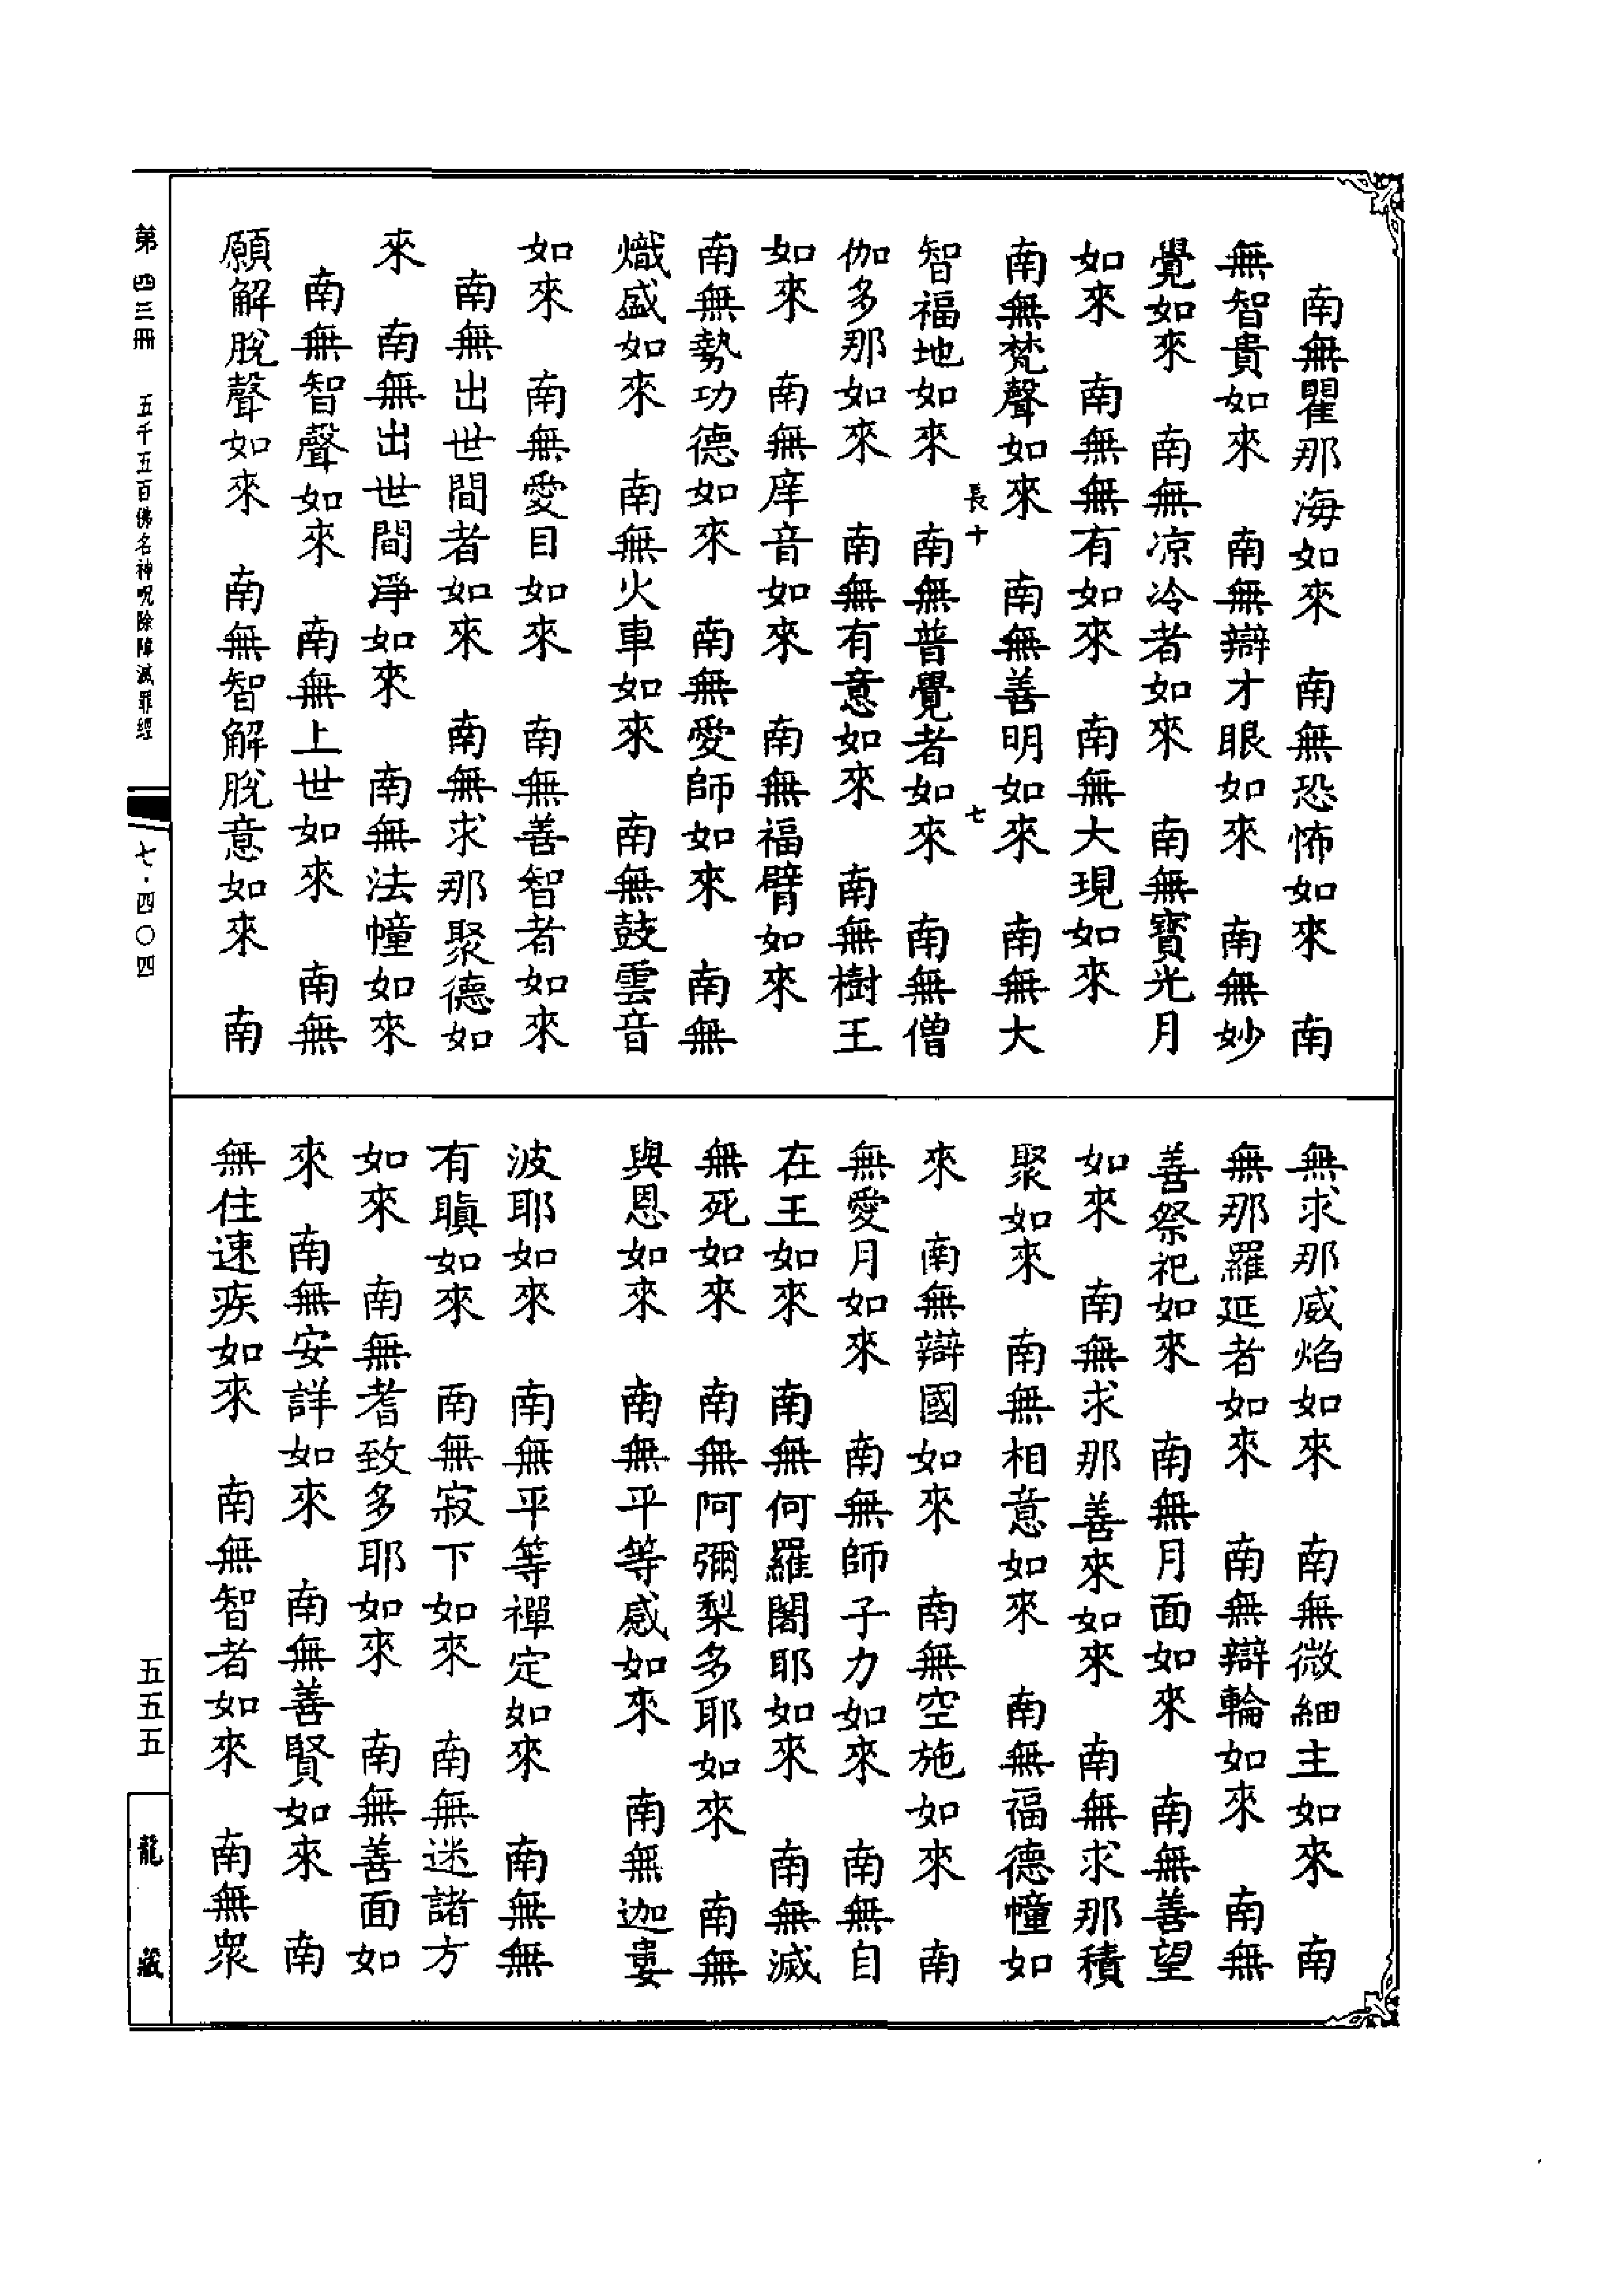 南無瞿那海如來　南無恐怖如來　南
無智貴如來　南無辯才眼如來　南無妙
覺如來　南無凉冷者如來　南無寳光月
如來　南無無有如來　南無大現如來
南無梵聲如來　南無善明如來　南無大
長十　七
智福地如來　南無普覺者如來　南無僧
伽多那如來　南無有意如來　南無樹王
如來　南無庠音如來　南無福臂如來
南無勢功德如來　南無愛師如來　南無
熾盛如來　南無火車如來　南無鼓雲音
如來　南無愛目如來　南無善智者如來
南無出世間者如來　南無求那聚德如
來　南無出世間淨如來　南無法幢如來
南無智聲如來　南無上世如來　南無
願解脫聲如來　南無智解脫意如來　南
無求那威焰如來　南無微細主如來　南
無那羅延者如來　南無辯輪如來　南無
善祭祀如來　南無月面如來　南無善望
如來　南無求那善來如來　南無求那積
聚如來　南無相意如來　南無福德幢如
來　南無辯國如來　南無空施如來　南
無愛月如來　南無師子力如來　南無自
在王如來　南無何羅闍耶如來　南無滅
無死如來　南無阿彌梨多耶如來　南無
與恩如來　南無平等感如來　南無迦婁
波耶如來　南無平等禪定如來　南無無
有瞋如來　南無寂下如來　南無迷諸方
如來　南無耆致多耶如來　南無善面如
來　南無安詳如來　南無善賢如來　南
無住速疾如來　南無智者如來　南無眾
第四三冊　五千五百佛名神呪除障滅罪經
七·四〇四
五五五
龍藏